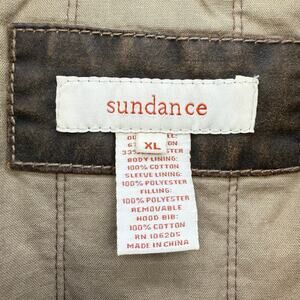 sundance
XL
33%
BODY LINING:
100% COTTON
SLEEVE LINING:
100% POLYESTER
FILLING:
100% POLYESTER
REMOVABLE
HOOD BIB:
100% COTTON
RN 106205
MADE IN CHINA